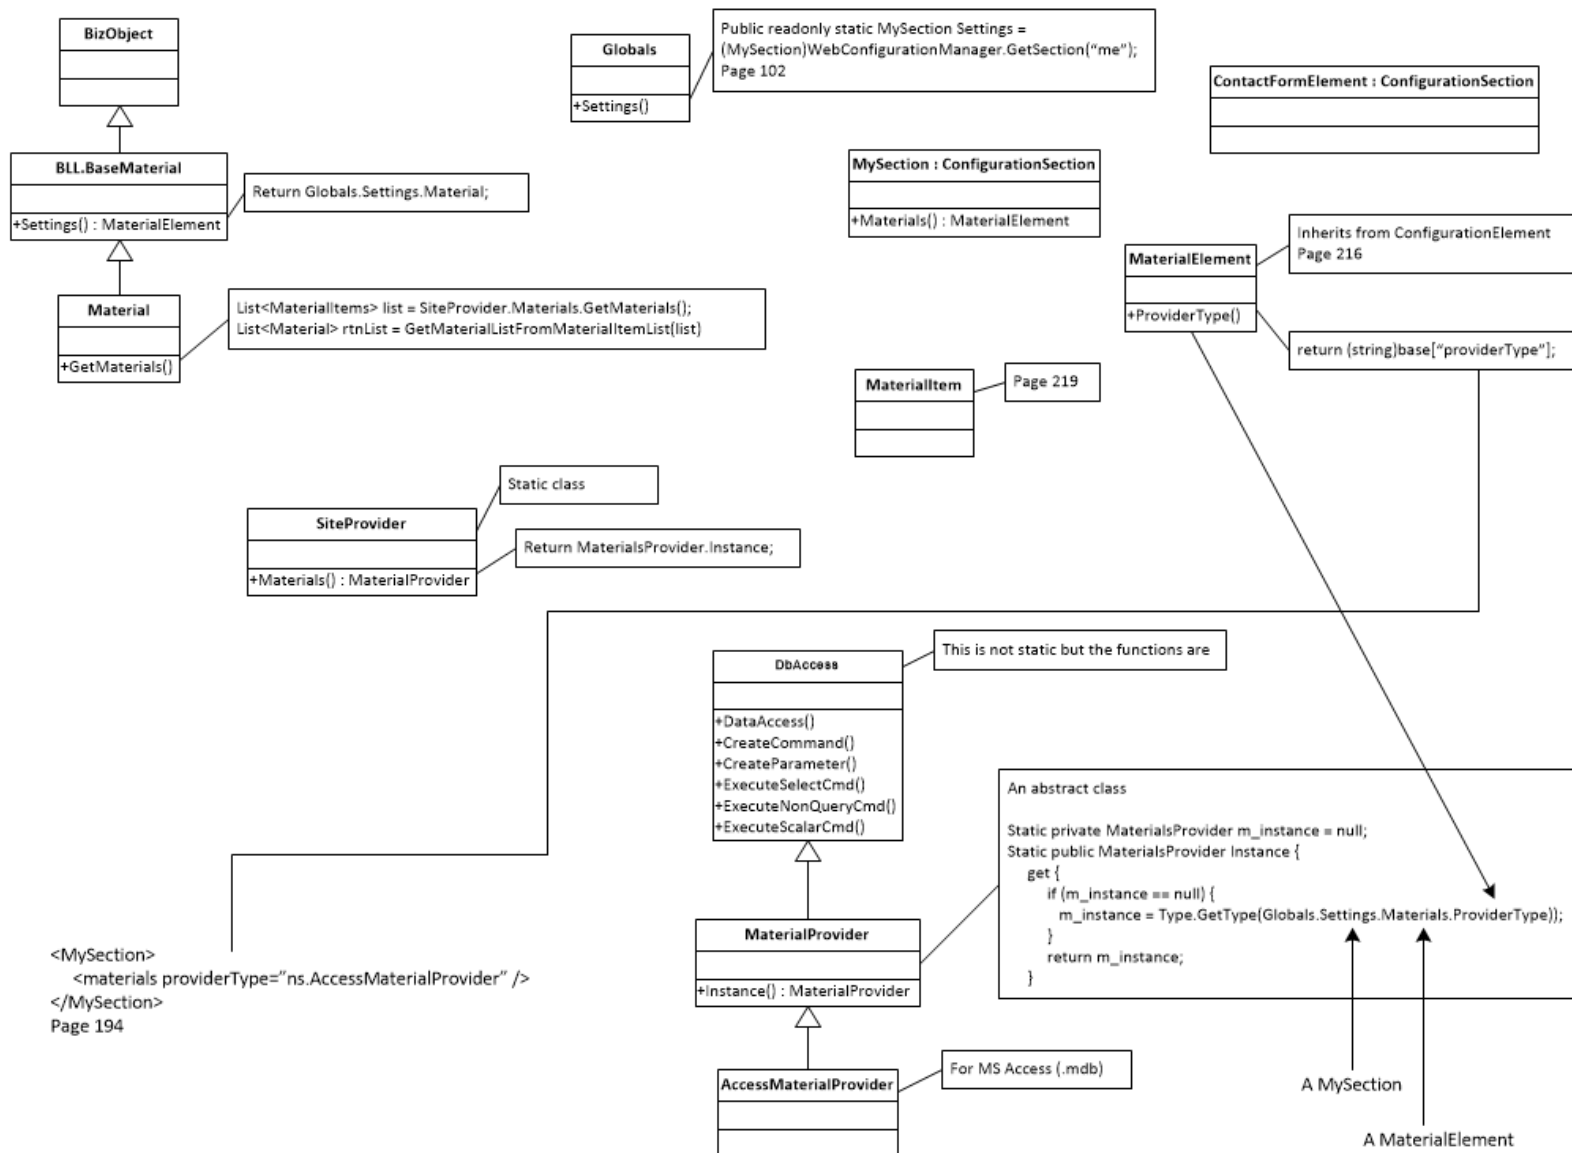 BizObject
BLL.BaseMaterial
+Settings() : MaterialElement
Return Globals.Settings.Material;
Material
+GetMaterials()
List<MaterialItems> list = SiteProvider.Materials.GetMaterials();
List<Material> rtnList = GetMaterialListFromMaterialItemList(list)
Globals
+Settings()
Public readonly static MySection Settings =
(MySection)WebConfigurationManager.GetSection(“me”);
Page 102
ContactFormElement : ConfigurationSection
MySection : ConfigurationSection
+Materials() : MaterialElement
MaterialElement
+ProviderType()
Inherits from ConfigurationElement
Page 216
return (string)base[“providerType”];
MaterialItem
Page 219
SiteProvider
+Materials() : MaterialProvider
Static class
Return MaterialsProvider.Instance;
DbAccess
+DataAccess()
+CreateCommand()
+CreateParameter()
+ExecuteSelectCmd()
+ExecuteNonQueryCmd()
+ExecuteScalarCmd()
This is not static but the functions are
MaterialProvider
+Instance() : MaterialProvider
An abstract class
Static private MaterialsProvider m_instance = null;
Static public MaterialsProvider Instance {
get {
if (m_instance == null) {
m_instance = Type.GetType(Globals.Settings.Materials.ProviderType));
}
return m_instance;
}
<MySection>
<materials providerType=”ns.AccessMaterialProvider” />
</MySection>
Page 194
AccessMaterialProvider
For MS Access (.mdb)
A MySection
A MaterialElement